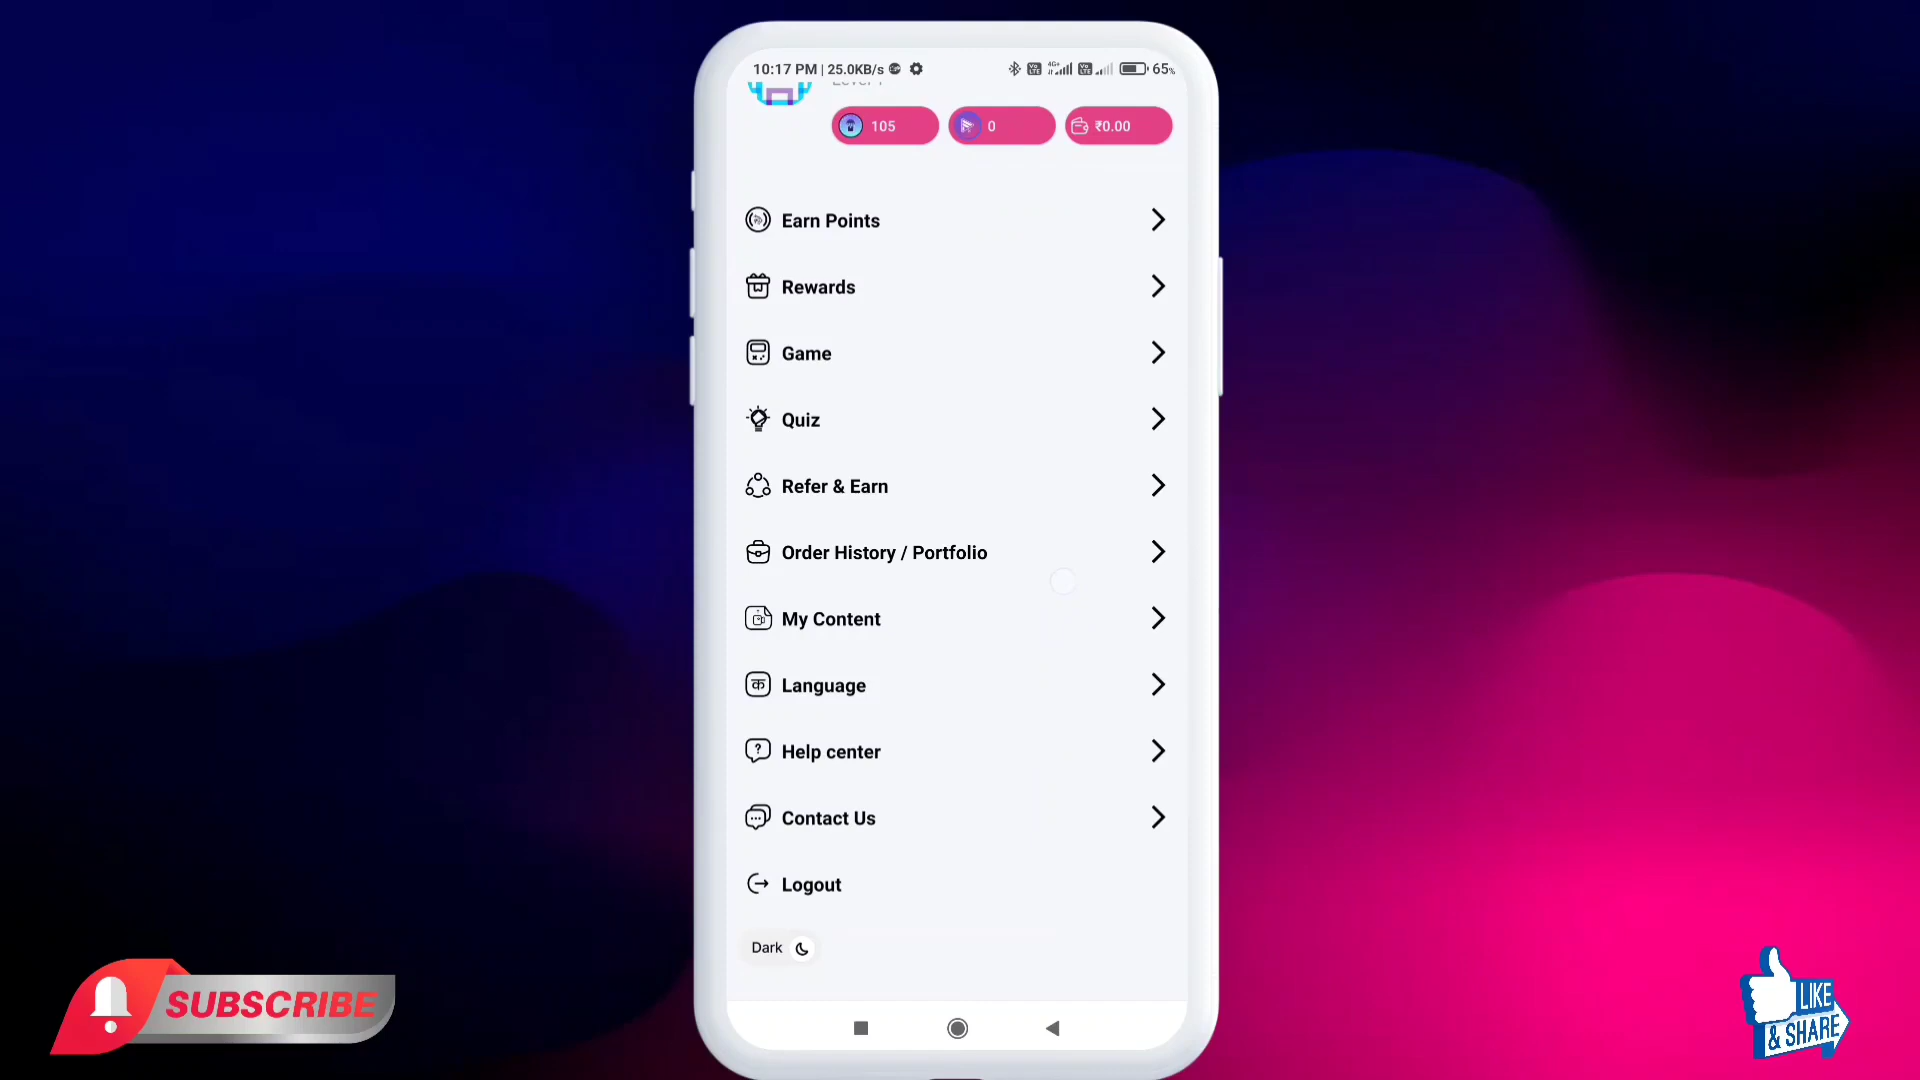 10:17 PM | 25.0KB/s 65%
105 0 ₹0.00
Earn Points
Rewards
Game
Quiz
Refer & Earn
Order History / Portfolio
My Content
Language
Help center
Contact Us
Logout
Dark
SUBSCRIBE
LIKE
& SHARE